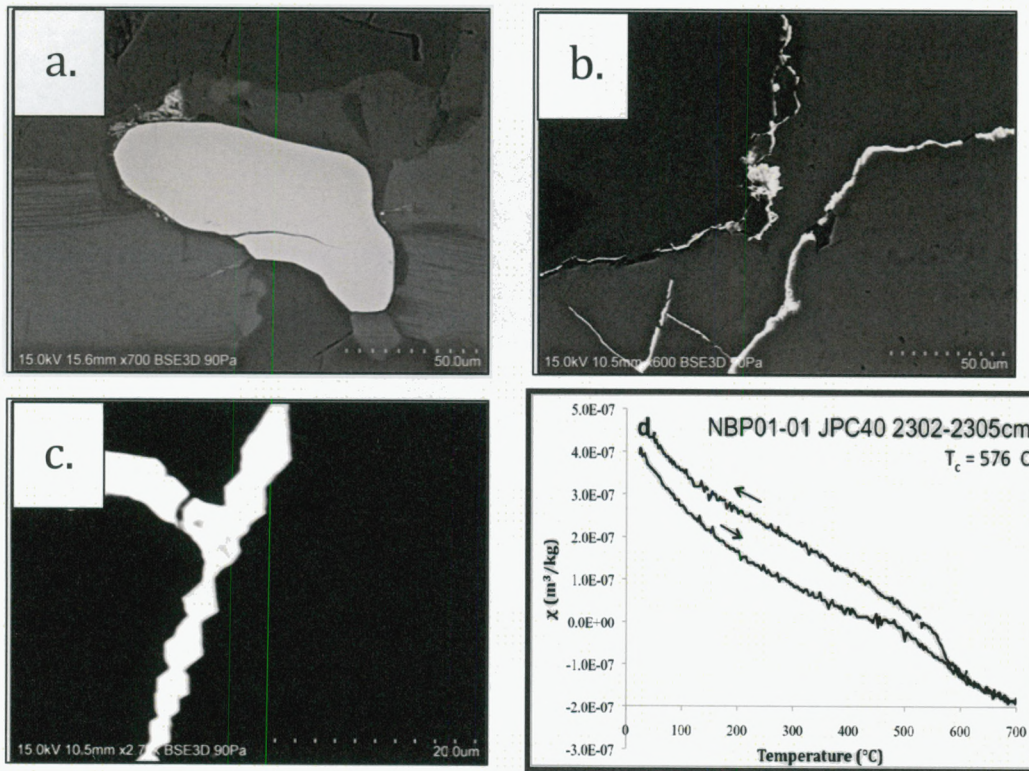 a.
15.0kV 15.6mm x700 BSE3D 90Pa 50.0um
b.
15.0kV 10.5mm x600 BSE3D 90Pa 50.0um
c.
15.0kV 10.5mm BSE3D 90Pa 20.0um
d.
NBP01-01 JPC40 2302-2305cm
Tc = 576 C
χ (m³/kg)
5.0E-07
4.0E-07
3.0E-07
2.0E-07
1.0E-07
0.0E+00
-1.0E-07
-2.0E-07
-3.0E-07
0 100 200 300 400 500 600 700
Temperature (°C)